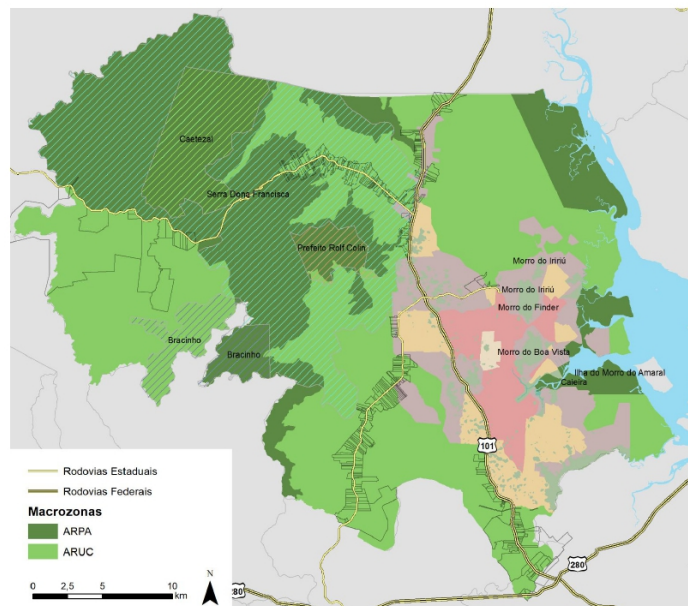 Caetezal
Serra Dona Francisca
Prefeito Rolf Colin
Morro do Iririú
Morro do Iririú
Morro do Finder
Bracinho
Bracinho
Morro do Boa Vista
Ilha do Morro do Amaral
Caleira
101
Rodovias Estaduais
Rodovias Federais
Macrozonas
ARPA
ARUC
0 2,5 5 10
km
N
280
280